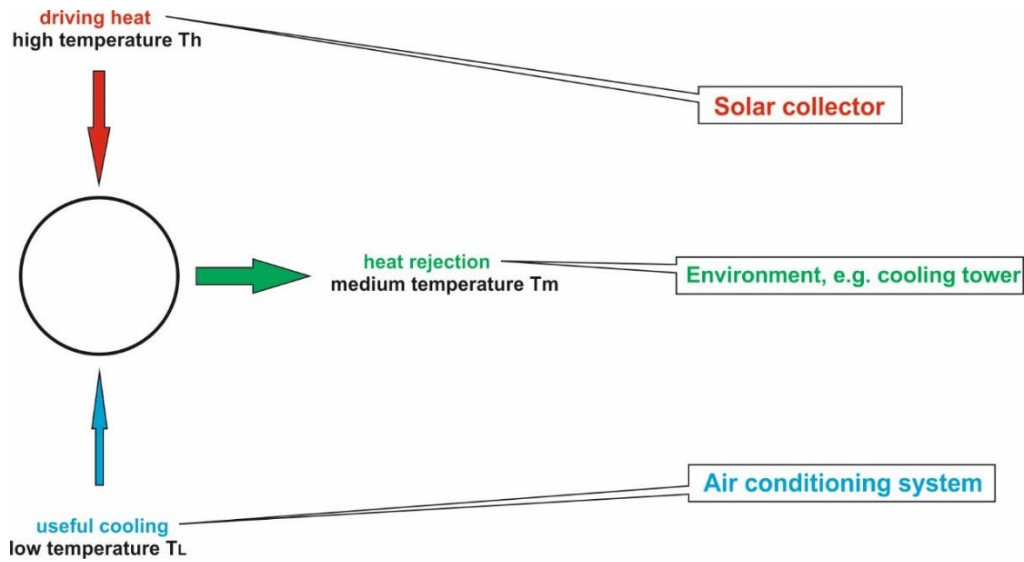 driving heat
high temperature Th
Solar collector
heat rejection
medium temperature Tm
Environment, e.g. cooling tower
Air conditioning system
useful cooling
low temperature TL